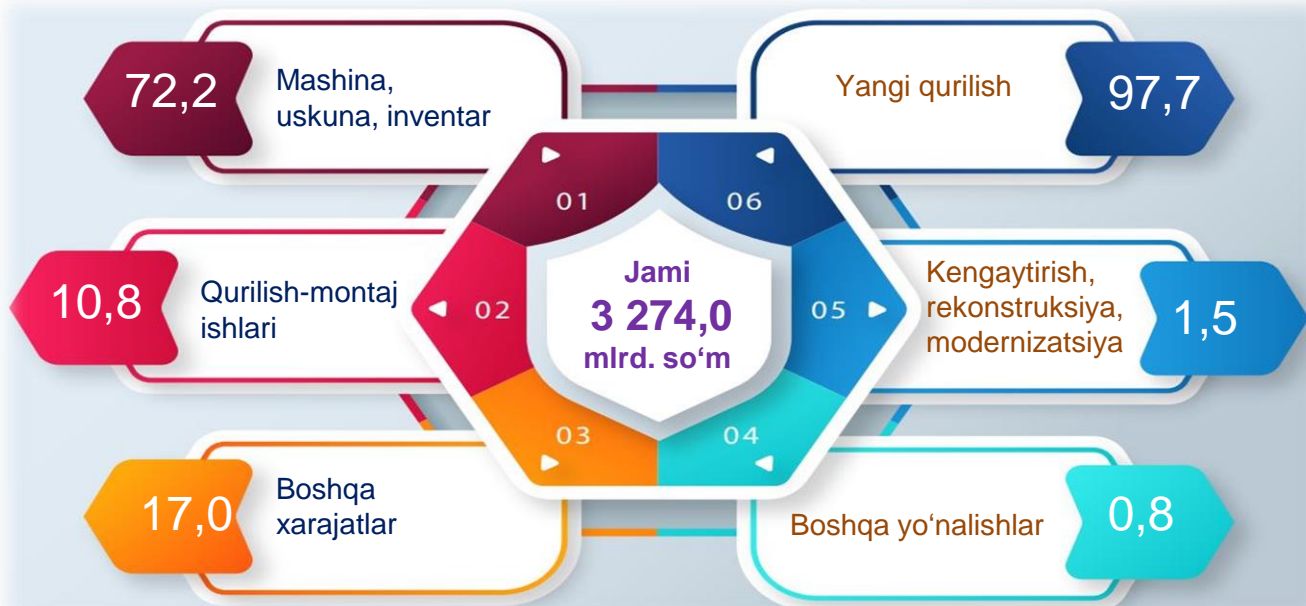 72,2
Mashina,
uskuna, inventar
Yangi qurilish
97,7
01
06
10,8
Qurilish-montaj
ishlari
02
Jami
3 274,0
mlrd. so‘m
05
Kengaytirish,
rekonstruksiya,
modernizatsiya
1,5
03
04
17,0
Boshqa
xarajatlar
Boshqa yo‘nalishlar
0,8